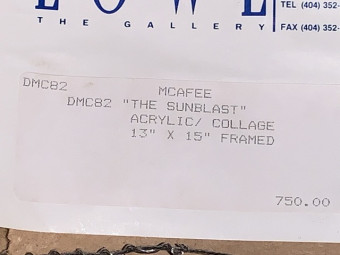 LOWE
THE GALLERY
TEL (404) 352-
FAX (404) 352-
DMC82 MCAFEE
DMC82 "THE SUNBLAST"
ACRYLIC/ COLLAGE
13" X 15" FRAMED
750.00